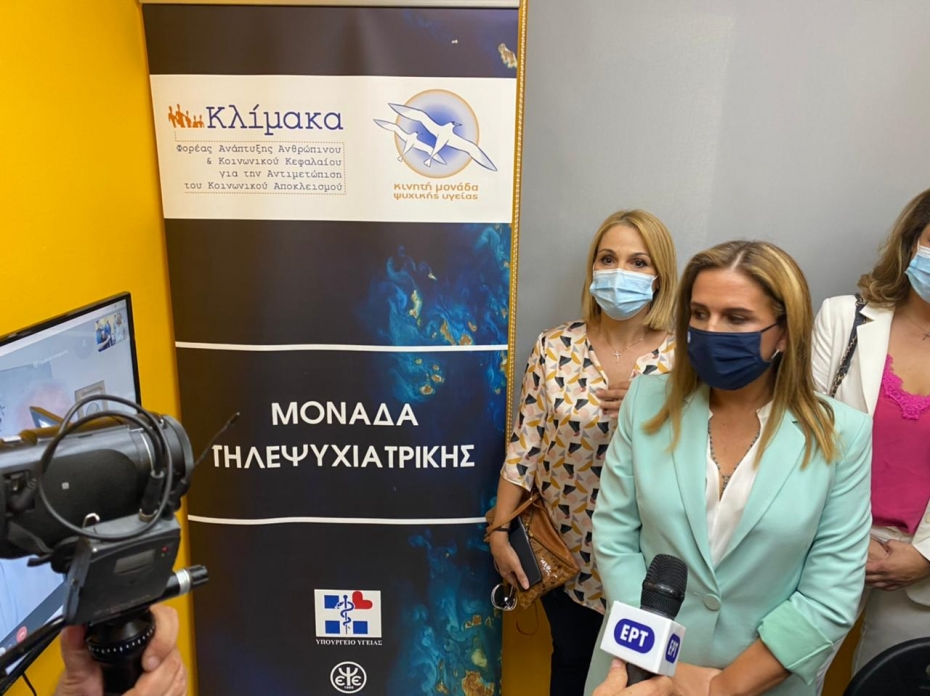 Κλίμακα
Φορέας Ανάπτυξης Ανθρώπινου
& Κοινωνικού Κεφαλαίου
για την Αντιμετώπιση
του Κοινωνικού Αποκλεισμού
κινητή μονάδα
ψυχικής υγείας
ΜΟΝΑΔΑ
ΤΗΛΕΨΥΧΙΑΤΡΙΚΗΣ
ΥΠΟΥΡΓΕΙΟ ΥΓΕΙΑΣ
ΕΡΤ
ΕΡΤ